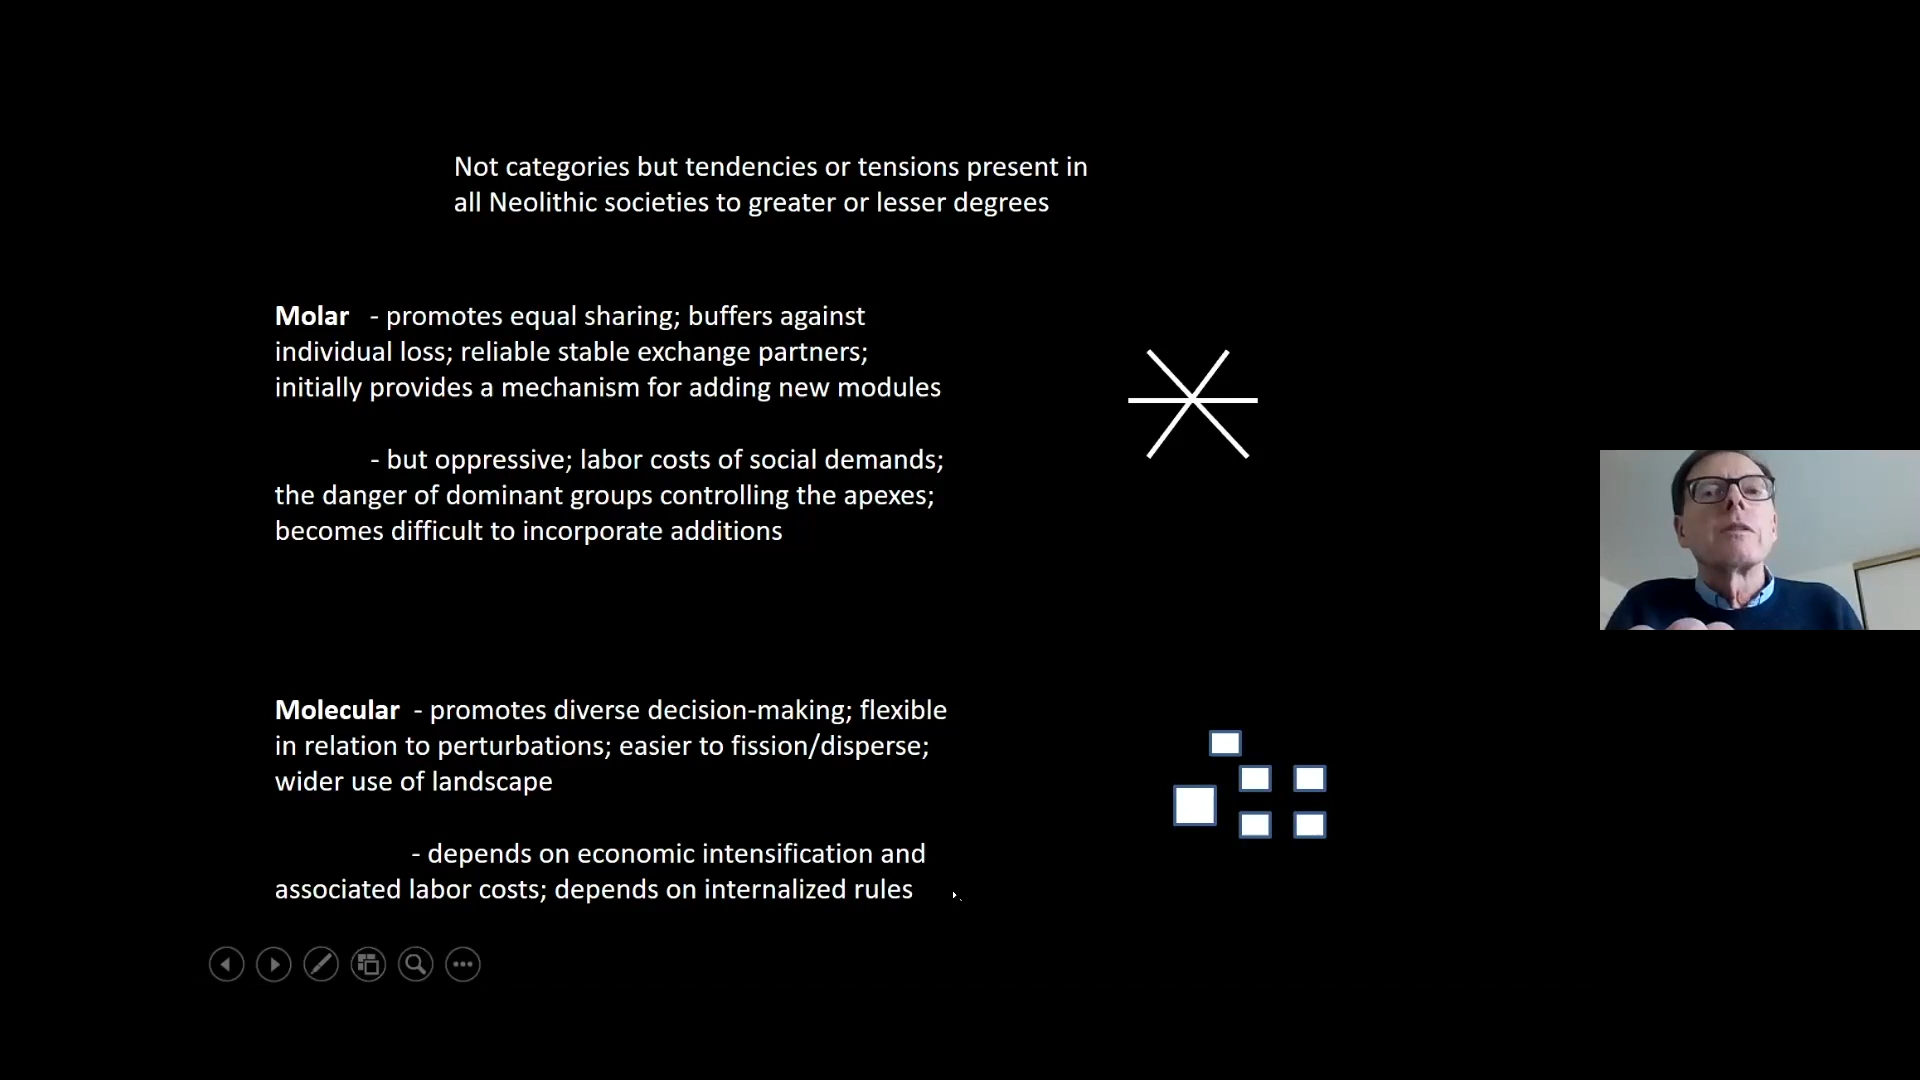 Not categories but tendencies or tensions present in
all Neolithic societies to greater or lesser degrees
Molar - promotes equal sharing; buffers against
individual loss; reliable stable exchange partners;
initially provides a mechanism for adding new modules
- but oppressive; labor costs of social demands;
the danger of dominant groups controlling the apexes;
becomes difficult to incorporate additions
Molecular - promotes diverse decision-making; flexible
in relation to perturbations; easier to fission/disperse;
wider use of landscape
- depends on economic intensification and
associated labor costs; depends on internalized rules